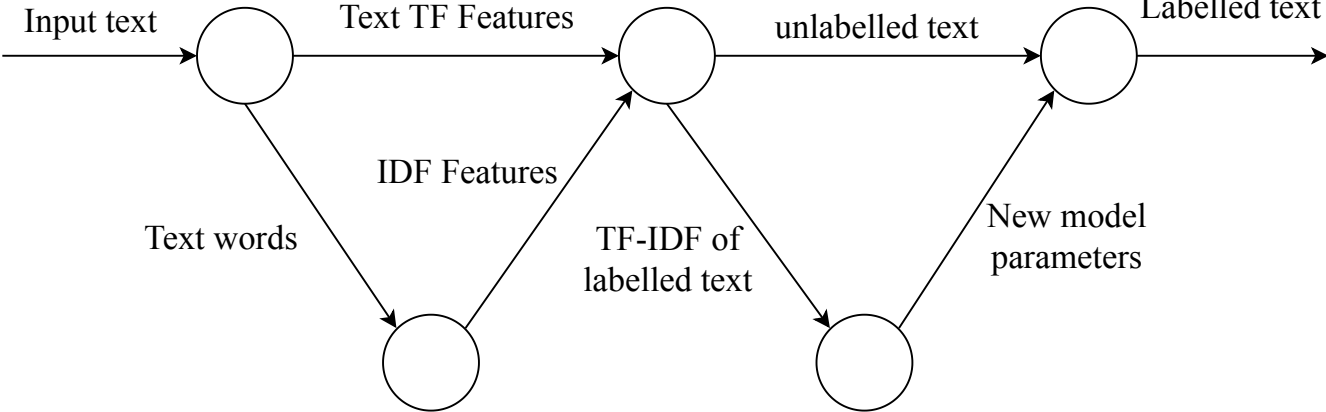 Input text
Text TF Features
unlabelled text
Labelled text
IDF Features
Text words
TF-IDF of
labelled text
New model
parameters